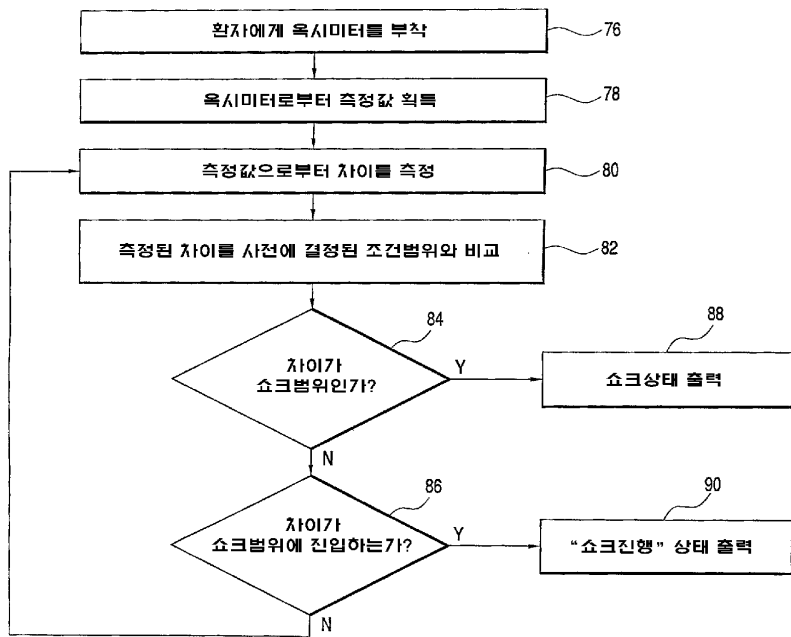 환자에게 옥시미터를 부착
76
옥시미터로부터 측정값 획득
78
측정값으로부터 차이를 측정
80
측정된 차이를 사전에 결정된 조건범위와 비교
82
84
차이가
쇼크범위인가?
Y
88
쇼크상태 출력
N
86
차이가
쇼크범위에 진입하는가?
Y
90
“쇼크진행” 상태 출력
N